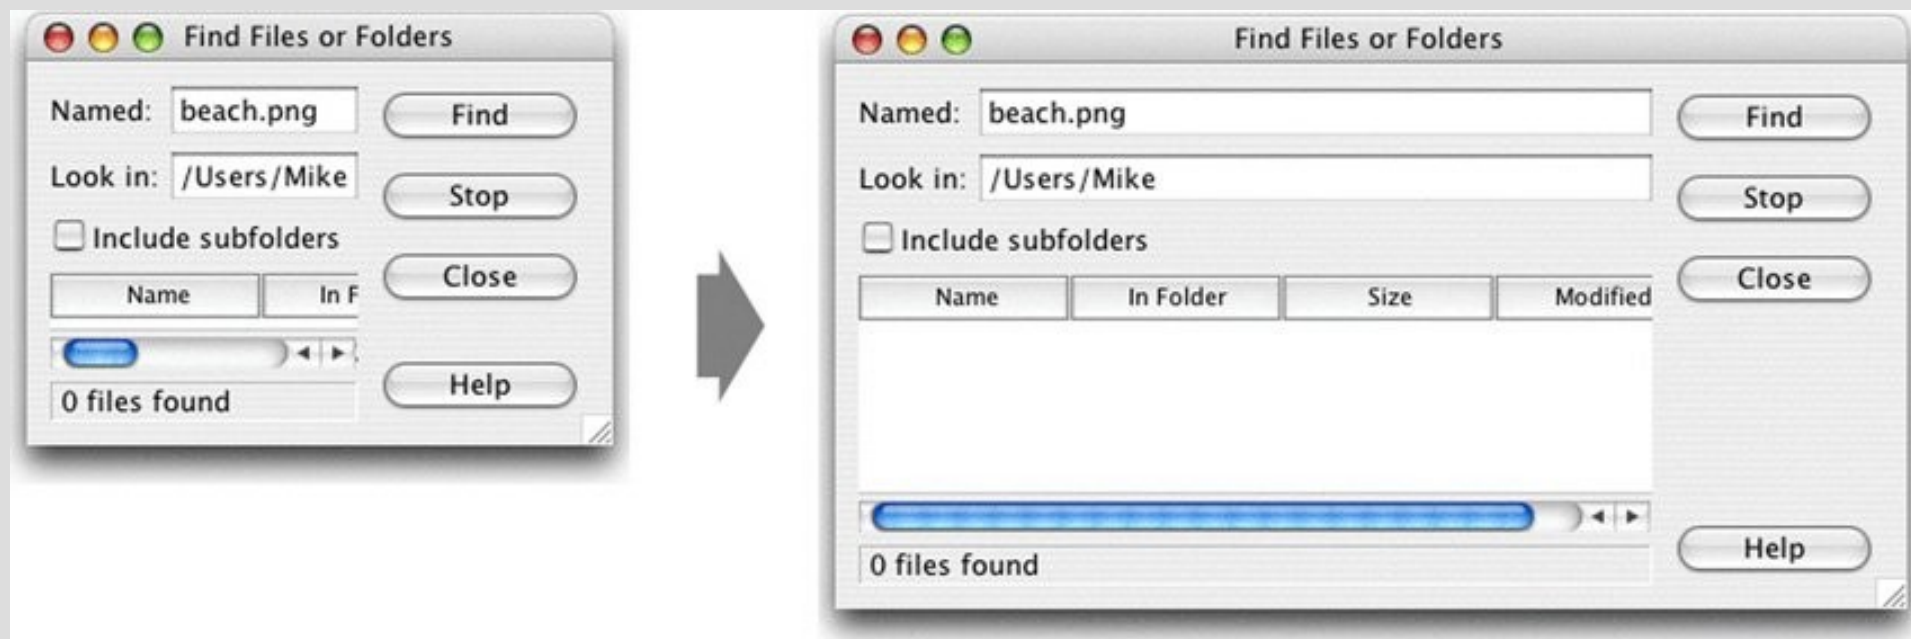 Find Files or Folders
Named: beach.png Find
Look in: /Users/Mike Stop
Include subfolders
Close
Name In F
Help
0 files found
Find Files or Folders
Named: beach.png Find
Look in: /Users/Mike Stop
Include subfolders
Close
Name In Folder Size Modified
Help
0 files found